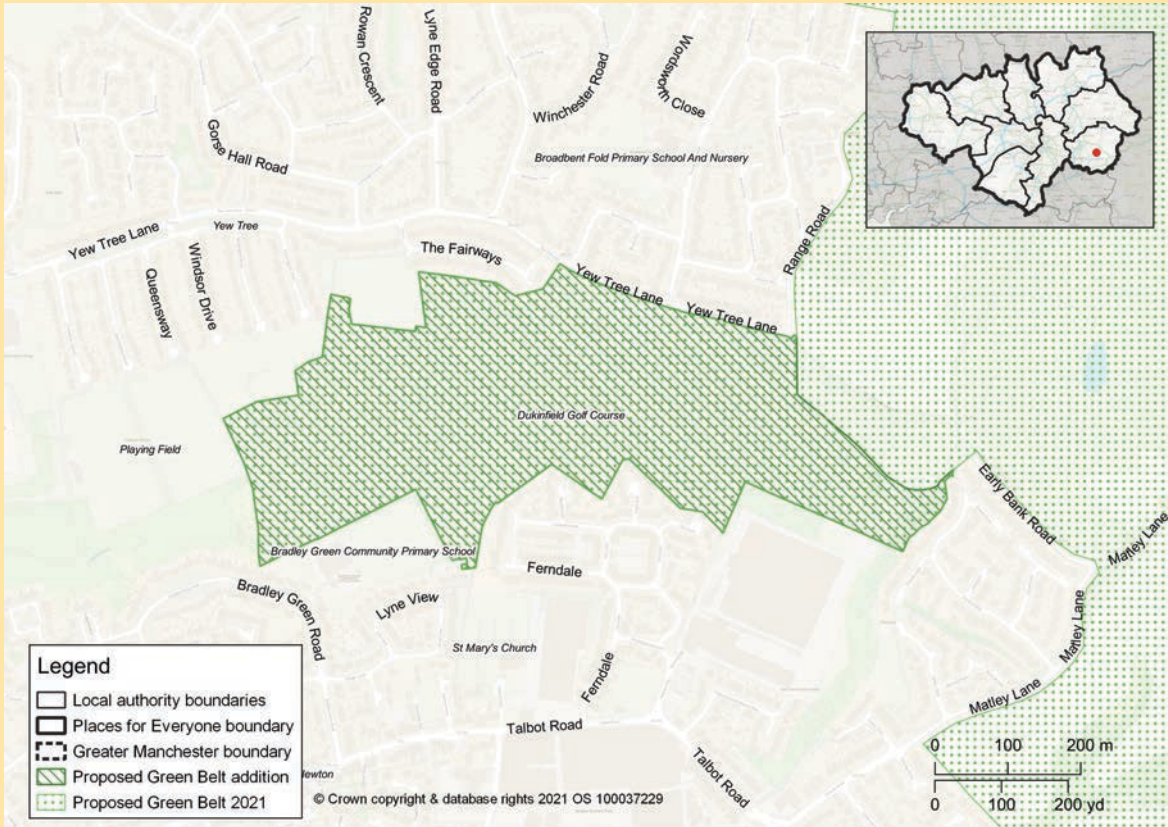 Rowan Crescent
Lyne Edge Road
Winchester Road
Wordsworth Close
Gorse Hall Road
Broadbent Fold Primary School And Nursery
Yew Tree Lane
Yew Tree
Windsor Drive
Queensway
The Fairways
Yew Tree Lane
Yew Tree Lane
Range Road
Dukinfield Golf Course
Playing Field
Early Bank Road
Matley Lane
Bradley Green Community Primary School
Ferndale
Bradley Green Road
Lyne View
St Mary's Church
Ferndale
Matley Lane
Matley Lane
Talbot Road
Talbot Road
Legend
Local authority boundaries
Places for Everyone boundary
Greater Manchester boundary
Proposed Green Belt addition
Proposed Green Belt 2021
© Crown copyright & database rights 2021 OS 100037229
0 100 200 m
0 100 200 yd